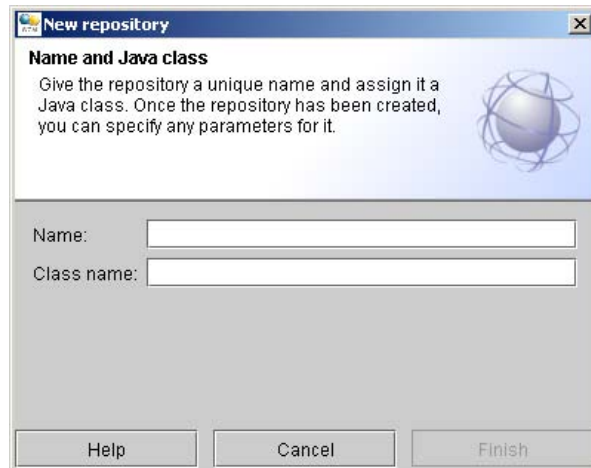 New repository
Name and Java class
Give the repository a unique name and assign it a
Java class. Once the repository has been created,
you can specify any parameters for it.
Name:
Class name:
Help Cancel Finish